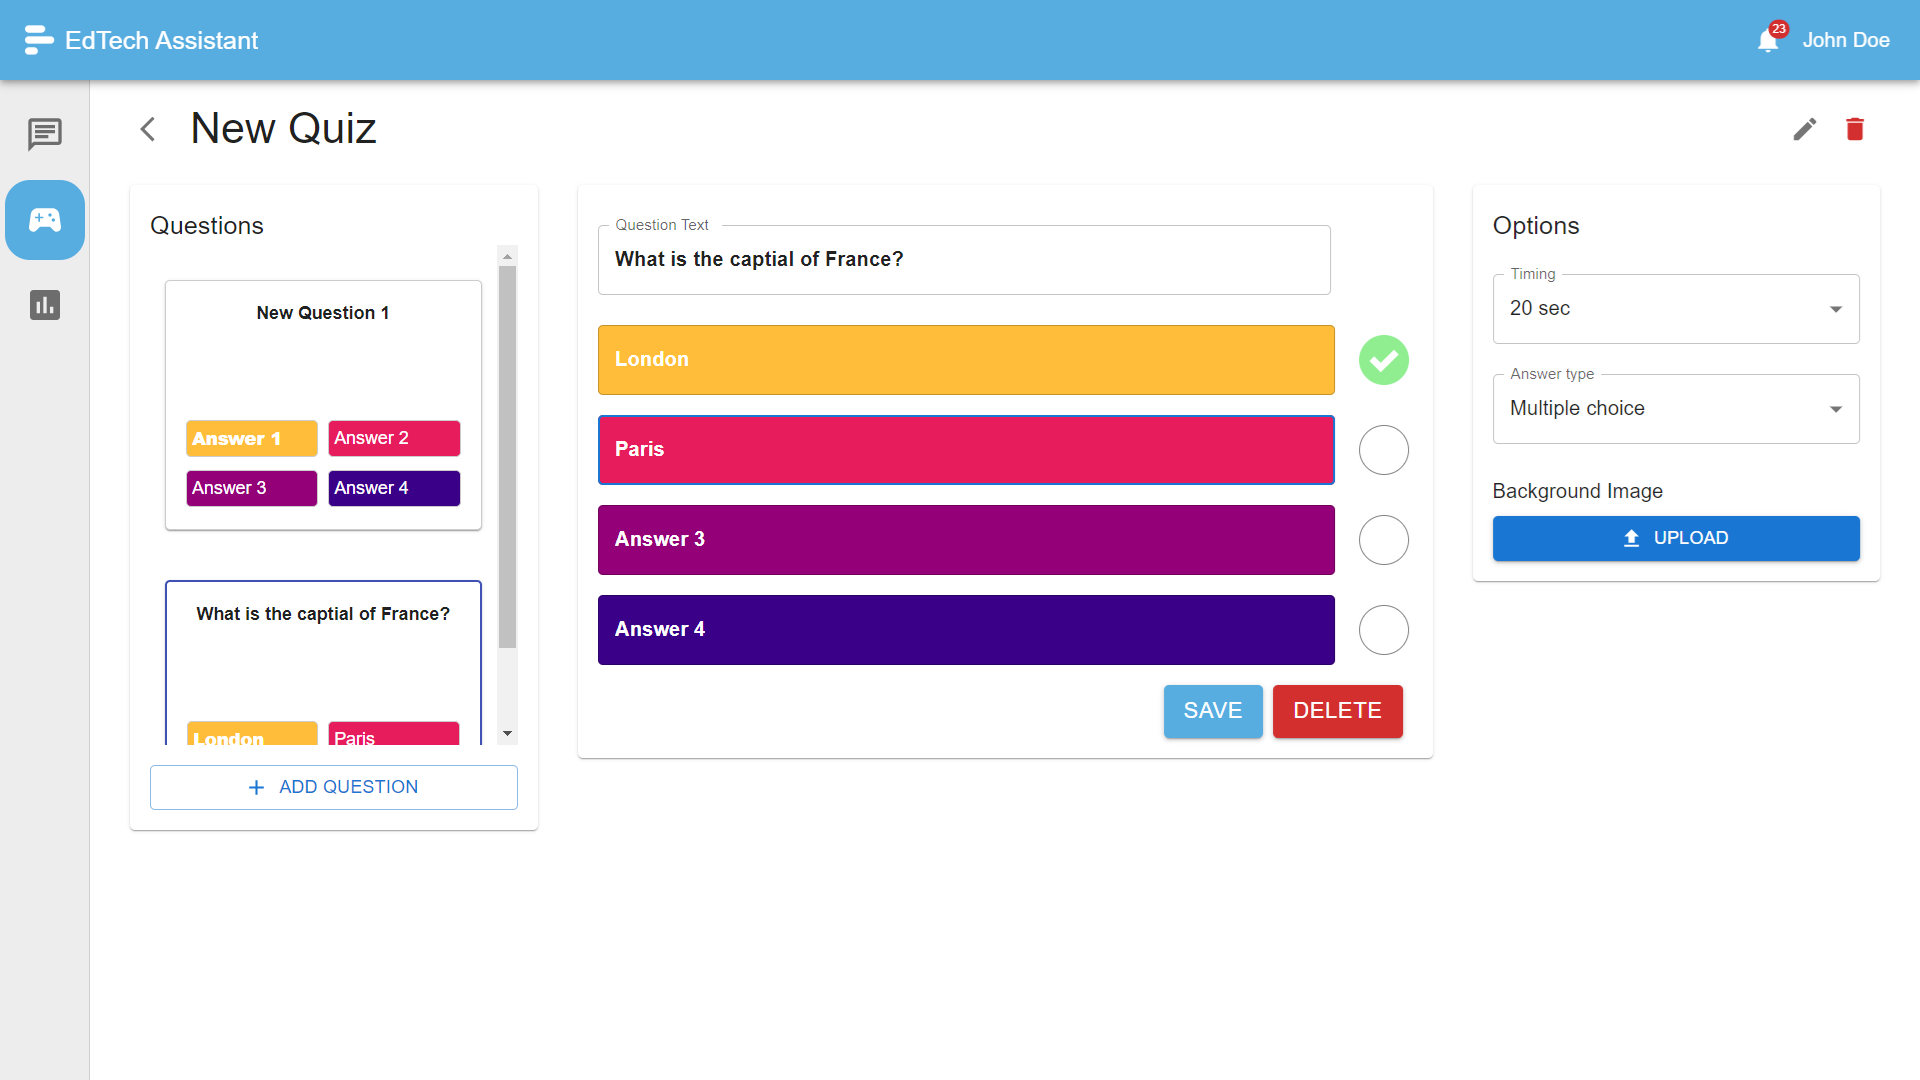 EdTech Assistant
23
John Doe
New Quiz
Questions
New Question 1
Answer 1
Answer 2
Answer 3
Answer 4
What is the captial of France?
London
Paris
ADD QUESTION
Question Text
What is the captial of France?
London
Paris
Answer 3
Answer 4
SAVE
DELETE
Options
Timing
20 sec
Answer type
Multiple choice
Background Image
UPLOAD